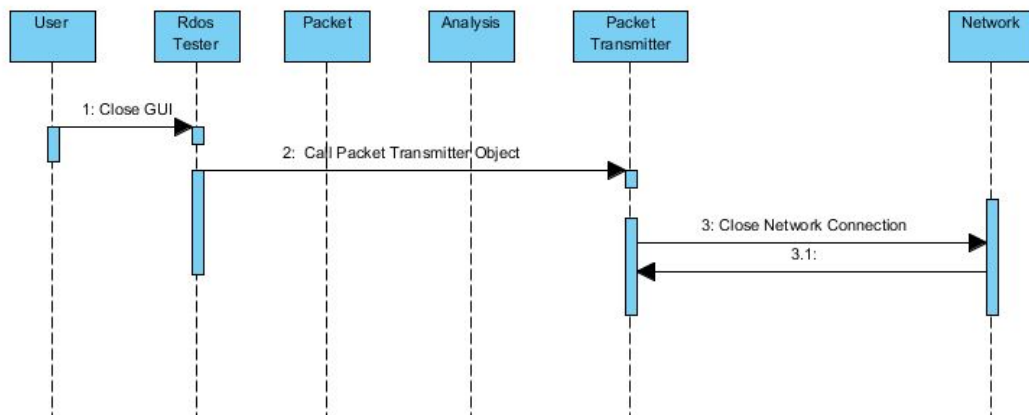 User
Rdos
Tester
Packet
Analysis
Packet
Transmitter
Network
1: Close GUI
2: Call Packet Transmitter Object
3: Close Network Connection
3.1: